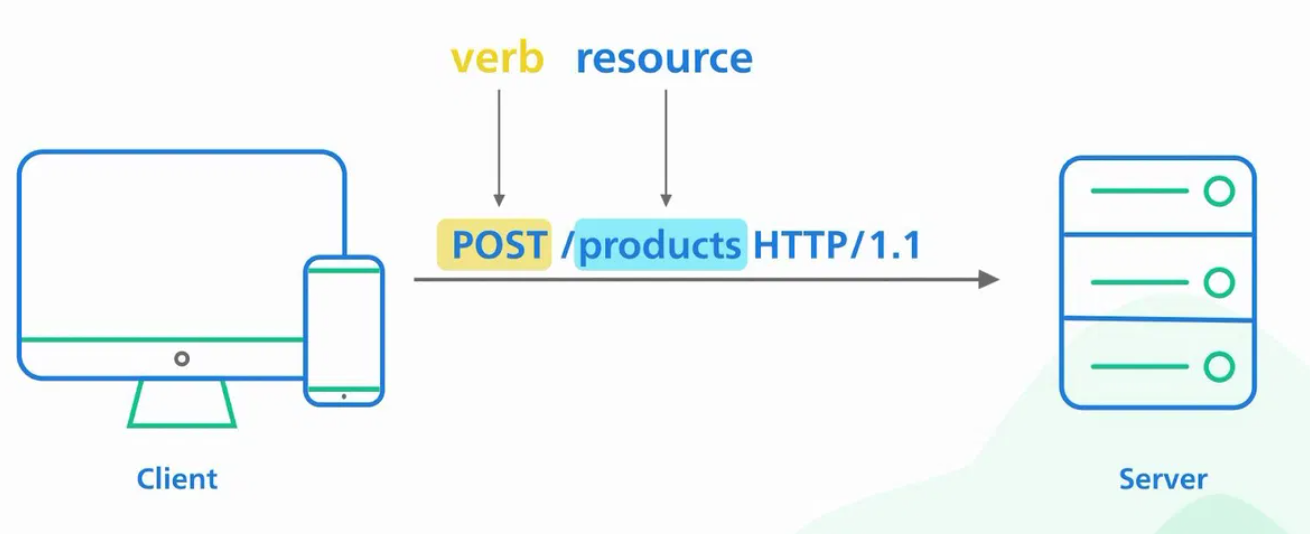 verb resource
POST /products HTTP/1.1
Client
Server